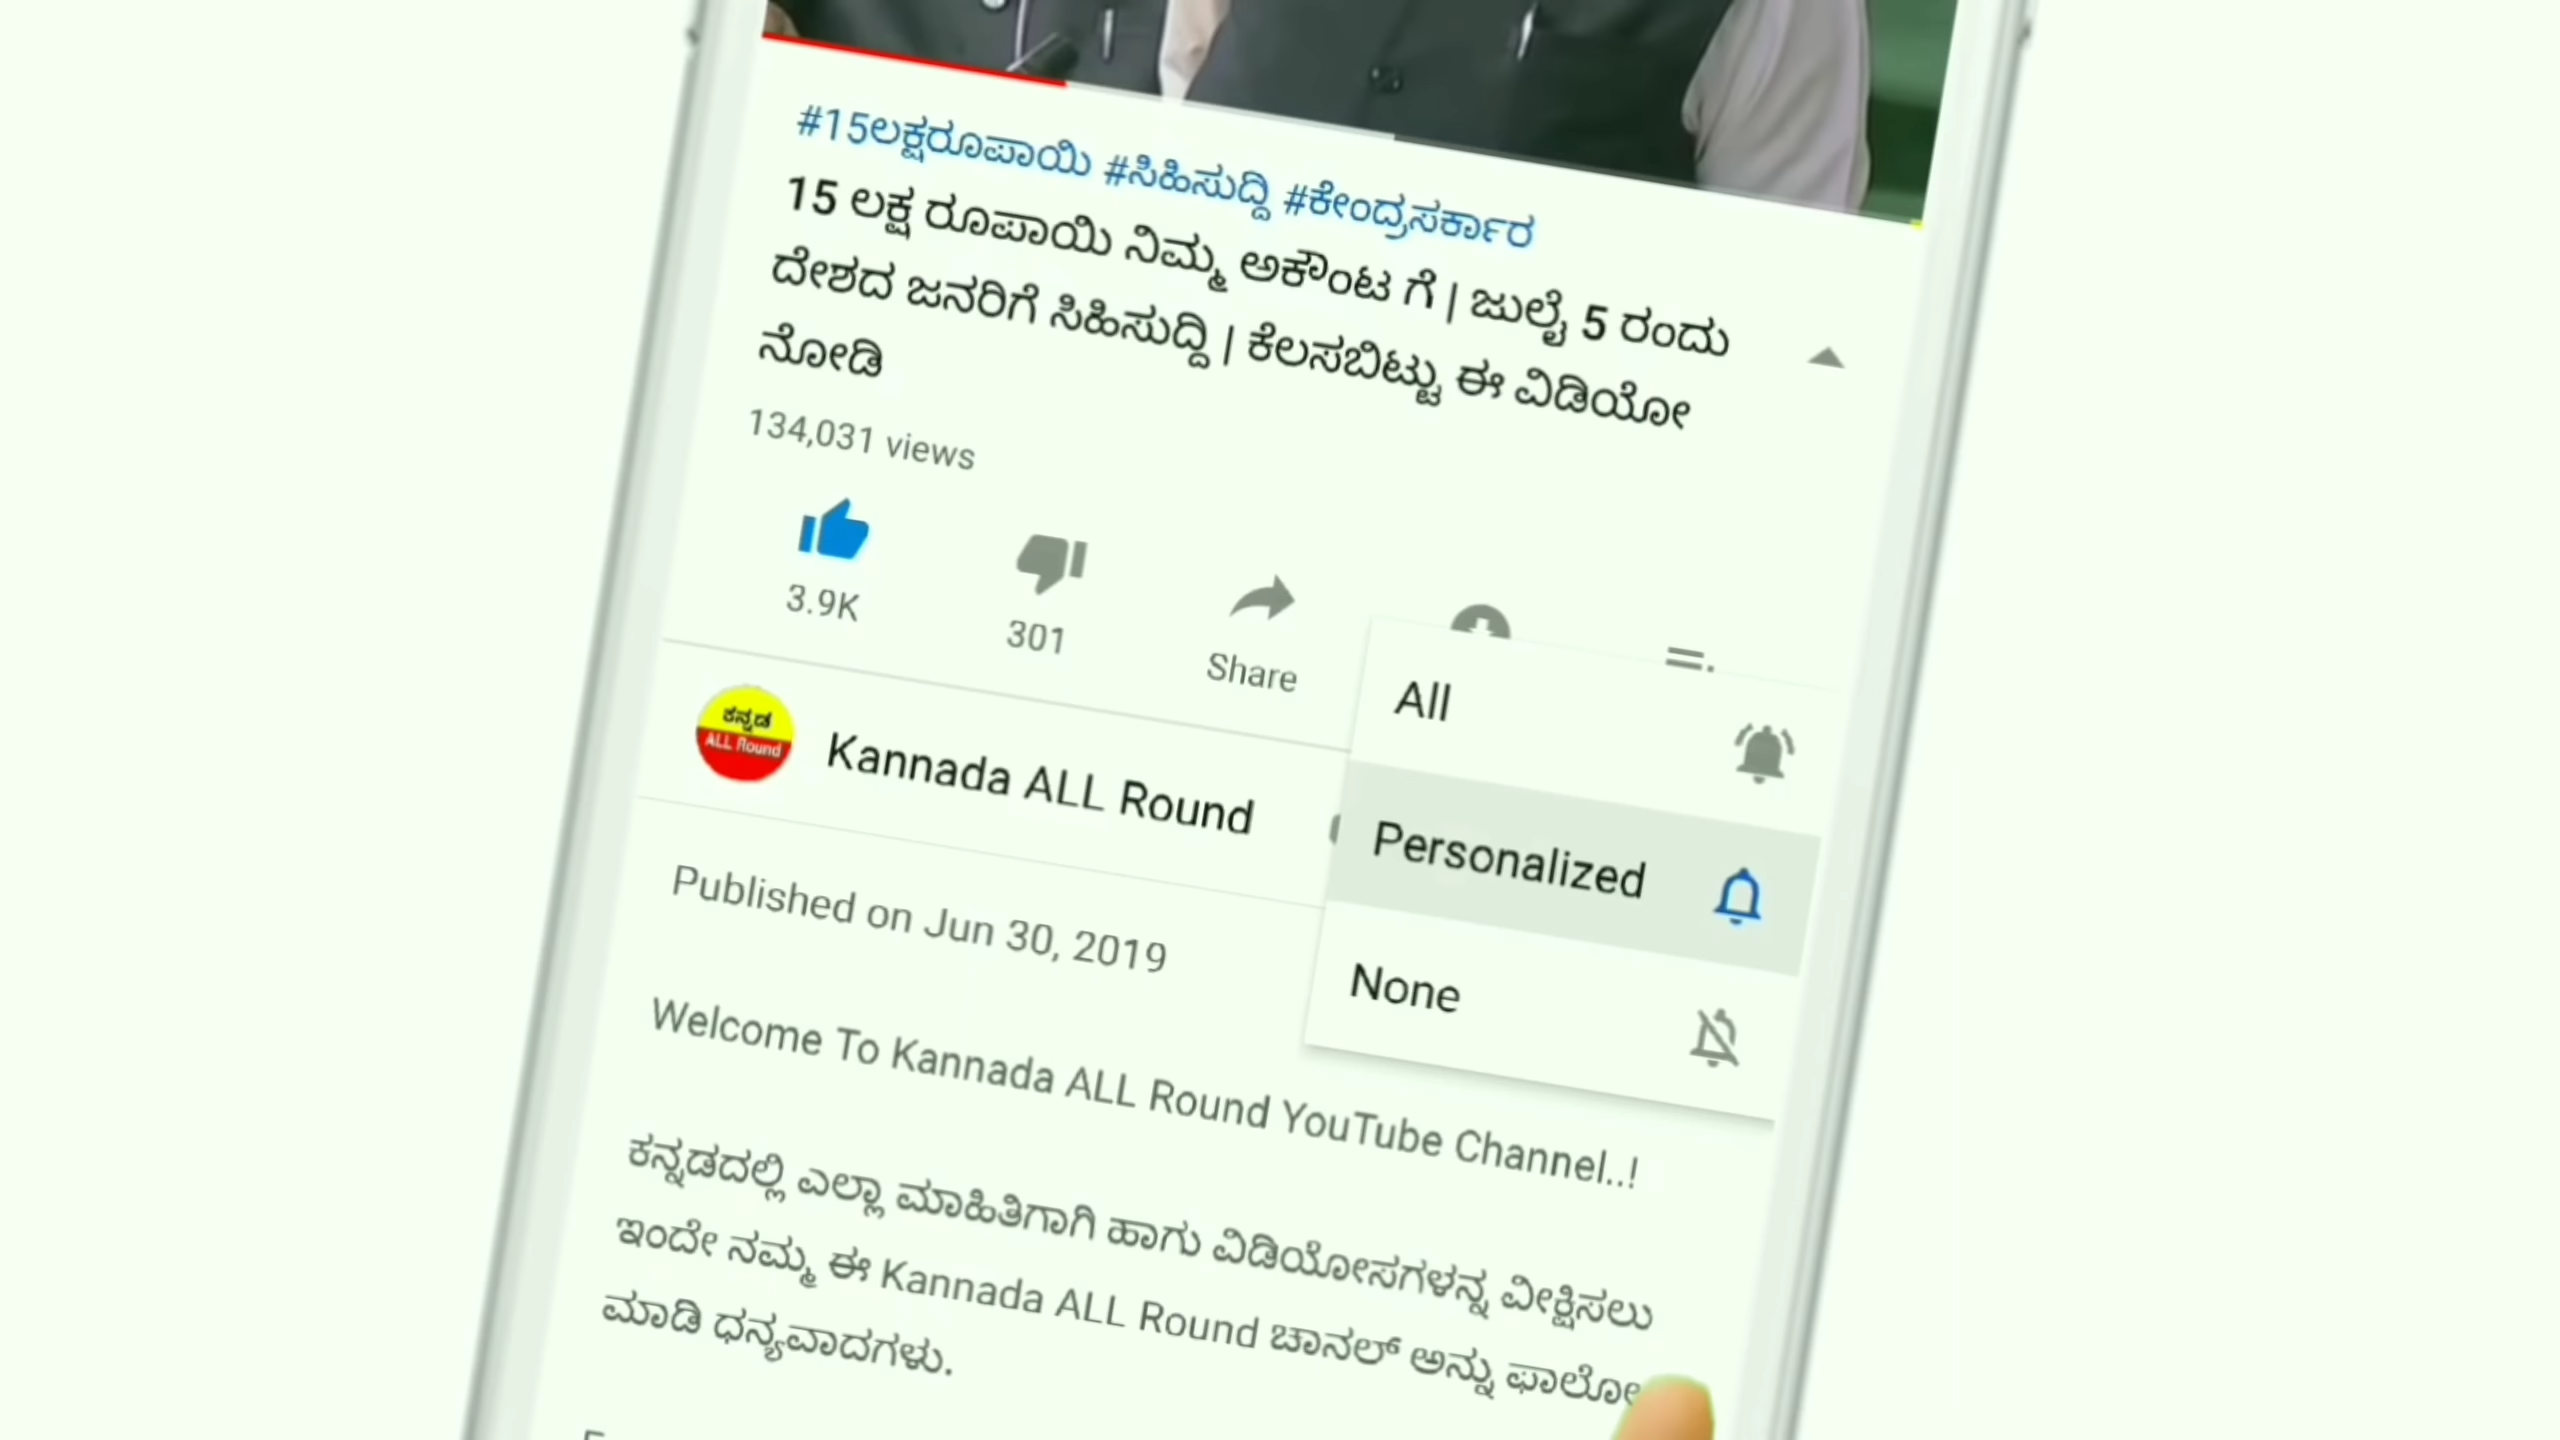 #15ಲಕ್ಷರೂಪಾಯಿ #ಸಿಹಿಸುದ್ದಿ #ಕೇಂದ್ರಸರ್ಕಾರ
15 ಲಕ್ಷ ರೂಪಾಯಿ ನಿಮ್ಮ ಅಕೌಂಟ ಗೆ | ಜುಲೈ 5 ರಂದು
ದೇಶದ ಜನರಿಗೆ ಸಿಹಿಸುದ್ದಿ | ಕೆಲಸಬಿಟ್ಟು ಈ ವಿಡಿಯೋ
ನೋಡಿ
134,031 views
3.9K
301
Share
All
Personalized
None
ಕನ್ನಡ
ALL Round
Kannada ALL Round
Published on Jun 30, 2019
Welcome To Kannada ALL Round YouTube Channel..!
ಕನ್ನಡದಲ್ಲಿ ಎಲ್ಲಾ ಮಾಹಿತಿಗಾಗಿ ಹಾಗು ವಿಡಿಯೋಸಗಳನ್ನ ವೀಕ್ಷಿಸಲು
ಇಂದೇ ನಮ್ಮ ಈ Kannada ALL Round ಚಾನಲ್ ಅನ್ನು ಫಾಲೋ
ಮಾಡಿ ಧನ್ಯವಾದಗಳು.